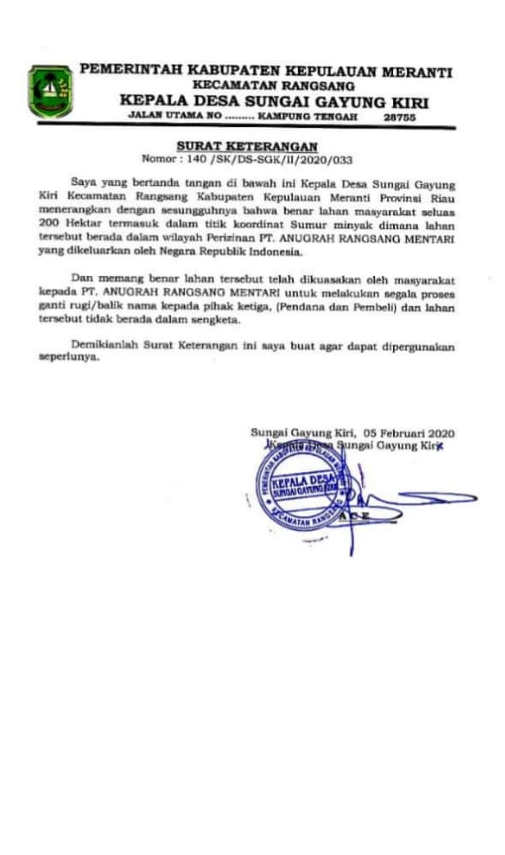 PEMERINTAH KABUPATEN KEPULAUAN MERANTI
KECAMATAN RANGSANG
KEPALA DESA SUNGAI GAYUNG KIRI
JALAN UTAMA NO ......... KAMPUNG TENGAH 28755
SURAT KETERANGAN
Nomor : 140 /SK/DS-SGK/II/2020/033
Saya yang bertanda tangan di bawah ini Kepala Desa Sungai Gayung
Kiri Kecamatan Rangsang Kabupaten Kepulauan Meranti Provinsi Riau
menerangkan dengan sesungguhnya bahwa benar lahan masyarakat seluas
200 Hektar termasuk dalam titik koordinat Sumur minyak dimana lahan
tersebut berada dalam wilayah Perizinan PT. ANUGRAH RANGSANG MENTARI
yang dikeluarkan oleh Negara Republik Indonesia.
Dan memang benar lahan tersebut telah dikuasakan oleh masyarakat
kepada PT. ANUGRAH RANGSANG MENTARI untuk melakukan segala proses
ganti rugi/balik nama kepada pihak ketiga, (Pendana dan Pembeli) dan lahan
tersebut tidak berada dalam sengketa.
Demikianlah Surat Keterangan ini saya buat agar dapat dipergunakan
seperlunya.
Sungai Gayung Kiri, 05 Februari 2020
Kepala Desa Sungai Gayung Kiri
PEMERINTAH KABUPATEN KEPULAUAN
KEPALA DESA
SUNGAI GAYUNG KIRI
KECAMATAN RANGSANG